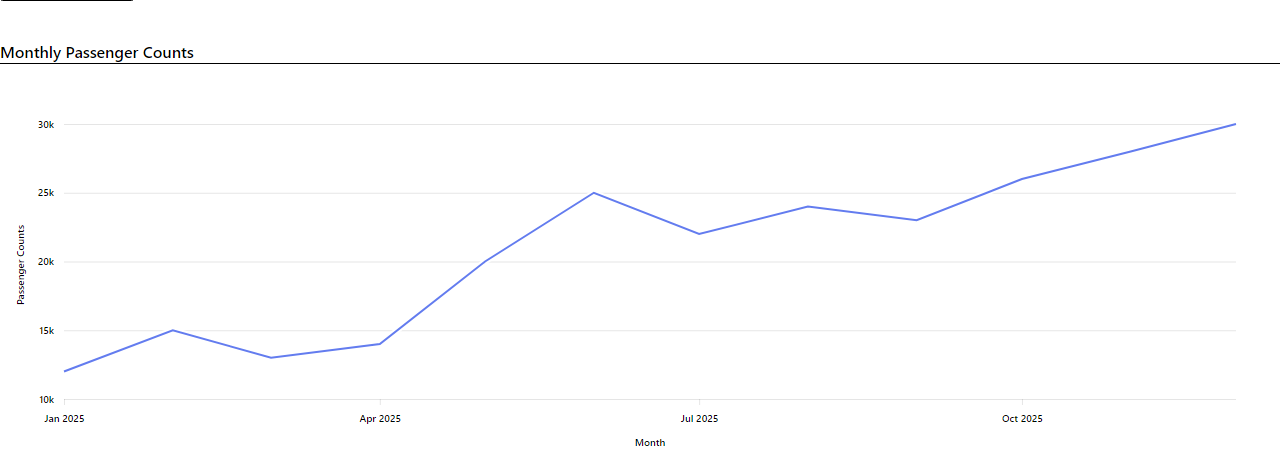 Monthly Passenger Counts
30k
25k
20k
15k
10k
Passenger Counts
Jan 2025
Apr 2025
Jul 2025
Oct 2025
Month